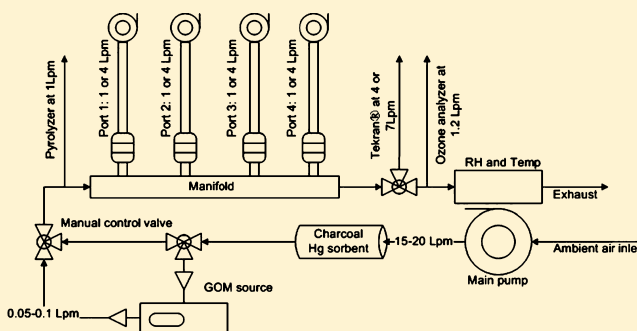 Pyrolyzer at 1Lpm
Port 1: 1 or 4 Lpm
Port 2: 1 or 4 Lpm
Port 3: 1 or 4 Lpm
Port 4: 1 or 4 Lpm
Tekran® at 4 or
7Lpm
Ozone analyzer at
1.2 Lpm
RH and Temp
Manifold
Exhaust
Manual control valve
Charcoal
Hg sorbent
15-20 Lpm
Ambient air inle
Main pump
GOM source
0.05-0.1 Lpm